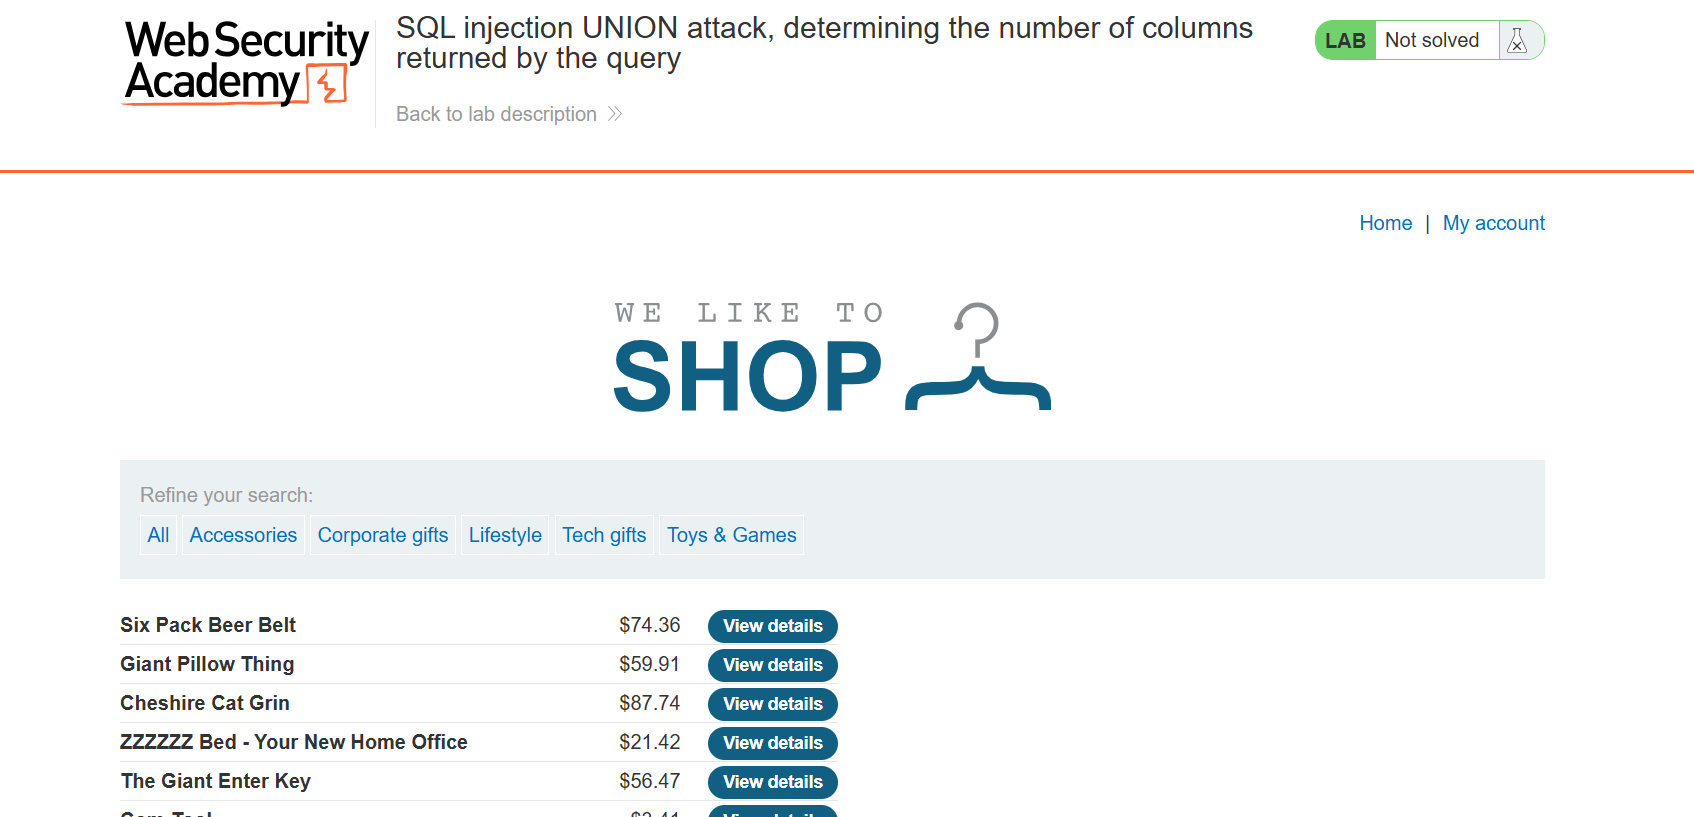 Web Security
Academy
SQL injection UNION attack, determining the number of columns
returned by the query
Back to lab description
LAB Not solved
Home | My account
WE LIKE TO
SHOP
Refine your search:
All Accessories Corporate gifts Lifestyle Tech gifts Toys & Games
Six Pack Beer Belt $74.36 View details
Giant Pillow Thing $59.91 View details
Cheshire Cat Grin $87.74 View details
ZZZZZZ Bed - Your New Home Office $21.42 View details
The Giant Enter Key $56.47 View details